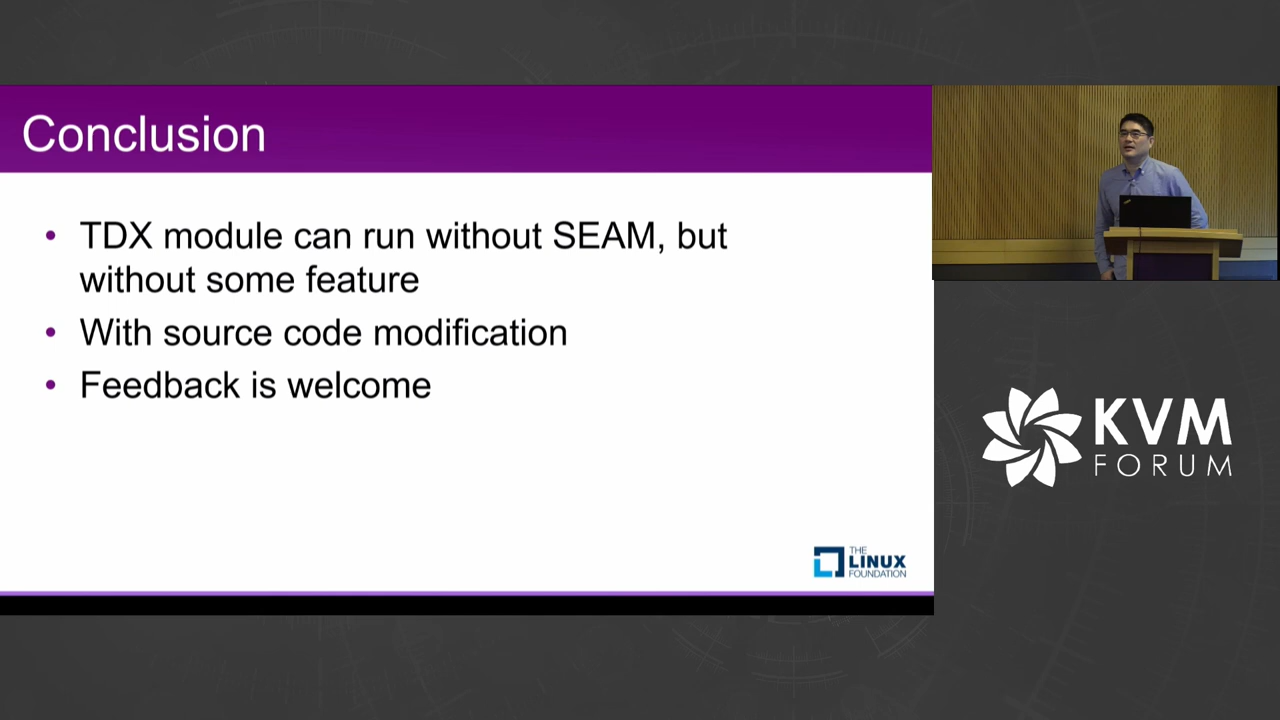 Conclusion
• TDX module can run without SEAM, but
without some feature
• With source code modification
• Feedback is welcome
THE
LINUX
FOUNDATION
KVM
FORUM